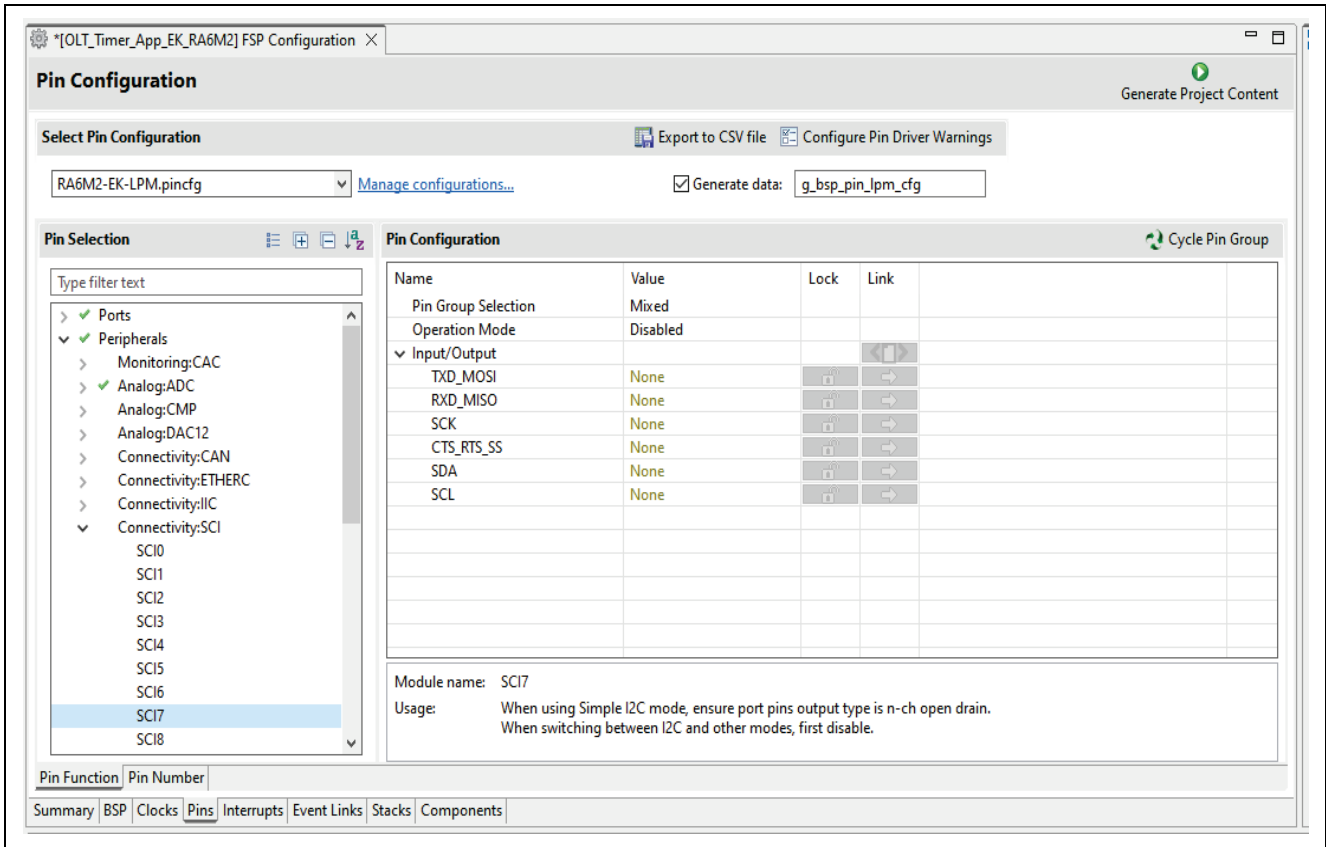 *[OLT_Timer_App_EK_RA6M2] FSP Configuration
Pin Configuration
Generate Project Content
Select Pin Configuration
Export to CSV file
Configure Pin Driver Warnings
RA6M2-EK-LPM.pincfg
Manage configurations...
Generate data:
g_bsp_pin_lpm_cfg
Pin Selection
Type filter text
Ports
Peripherals
Monitoring:CAC
Analog:ADC
Analog:CMP
Analog:DAC12
Connectivity:CAN
Connectivity:ETHERC
Connectivity:IIC
Connectivity:SCI
SCI0
SCI1
SCI2
SCI3
SCI4
SCI5
SCI6
SCI7
SCI8
Pin Configuration
Cycle Pin Group
Name Value Lock Link
Pin Group Selection Mixed
Operation Mode Disabled
Input/Output
TXD_MOSI None
RXD_MISO None
SCK None
CTS_RTS_SS None
SDA None
SCL None
Module name: SCI7
Usage: When using Simple I2C mode, ensure port pins output type is n-ch open drain.
When switching between I2C and other modes, first disable.
Pin Function Pin Number
Summary BSP Clocks Pins Interrupts Event Links Stacks Components